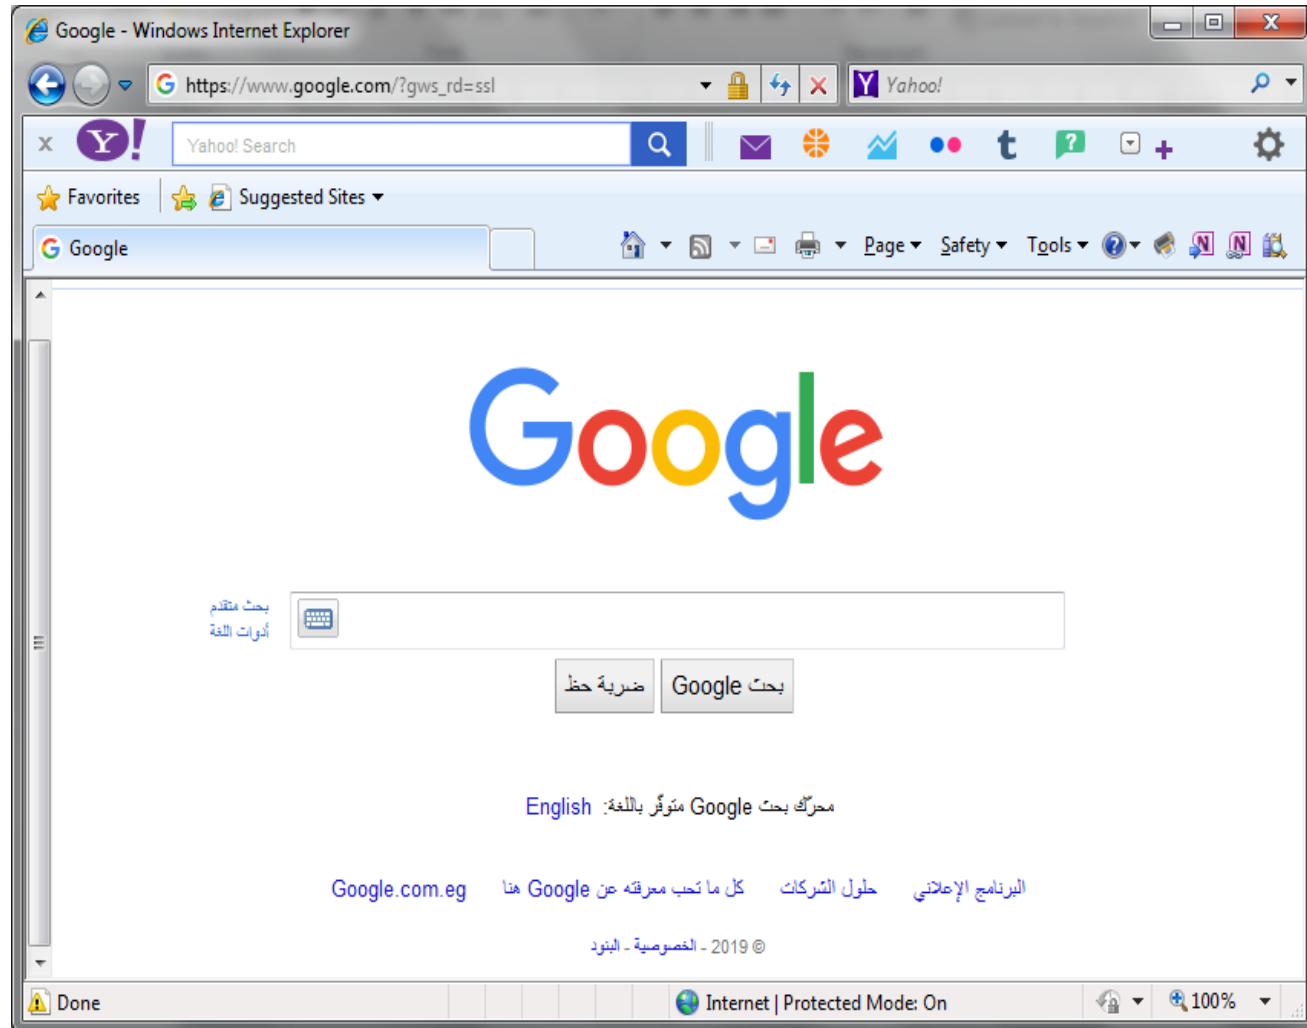 Google - Windows Internet Explorer
https://www.google.com/?gws_rd=ssl
Yahoo!
Y!
Yahoo! Search
Favorites
Suggested Sites
Google
Page
Safety
Tools
Google
بحث متقدم
أدوات اللغة
بحث Google
ضربة حظ
محرّك بحث Google متوفّر باللغة: English
البرنامج الإعلاني حلول الشركات كل ما تحب معرفته عن Google هنا Google.com.eg
© 2019 - الخصوصية - البنود
Done
Internet | Protected Mode: On
100%